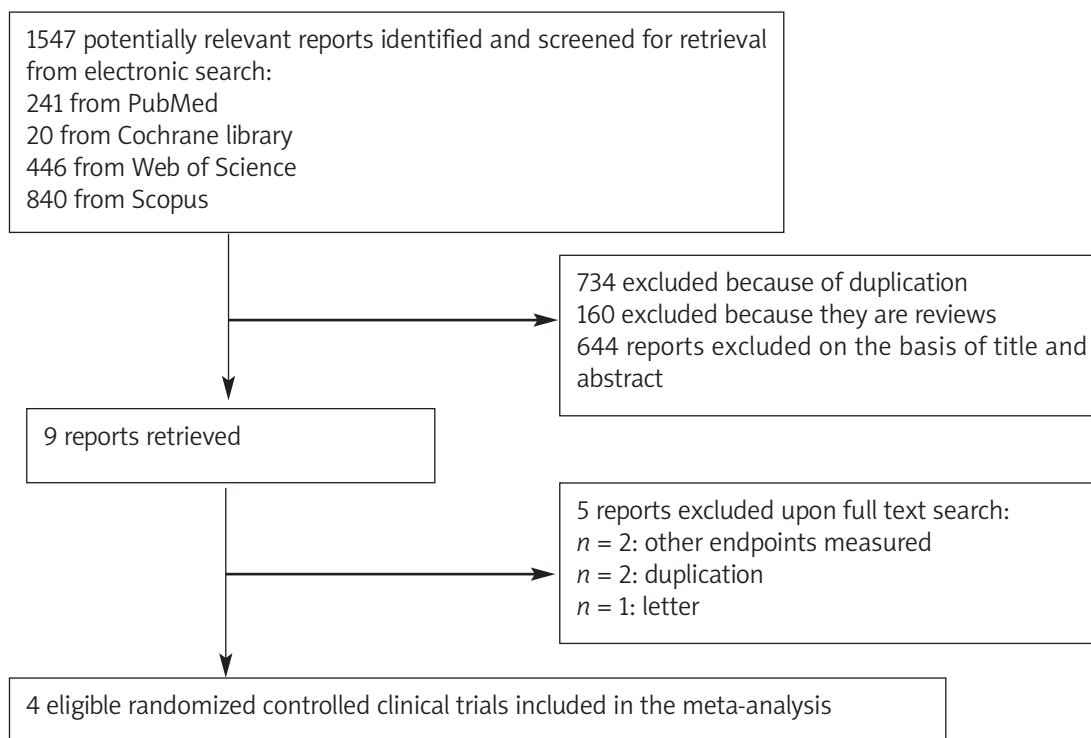 1547 potentially relevant reports identified and screened for retrieval
from electronic search:
241 from PubMed
20 from Cochrane library
446 from Web of Science
840 from Scopus
734 excluded because of duplication
160 excluded because they are reviews
644 reports excluded on the basis of title and
abstract
9 reports retrieved
5 reports excluded upon full text search:
n = 2: other endpoints measured
n = 2: duplication
n = 1: letter
4 eligible randomized controlled clinical trials included in the meta-analysis